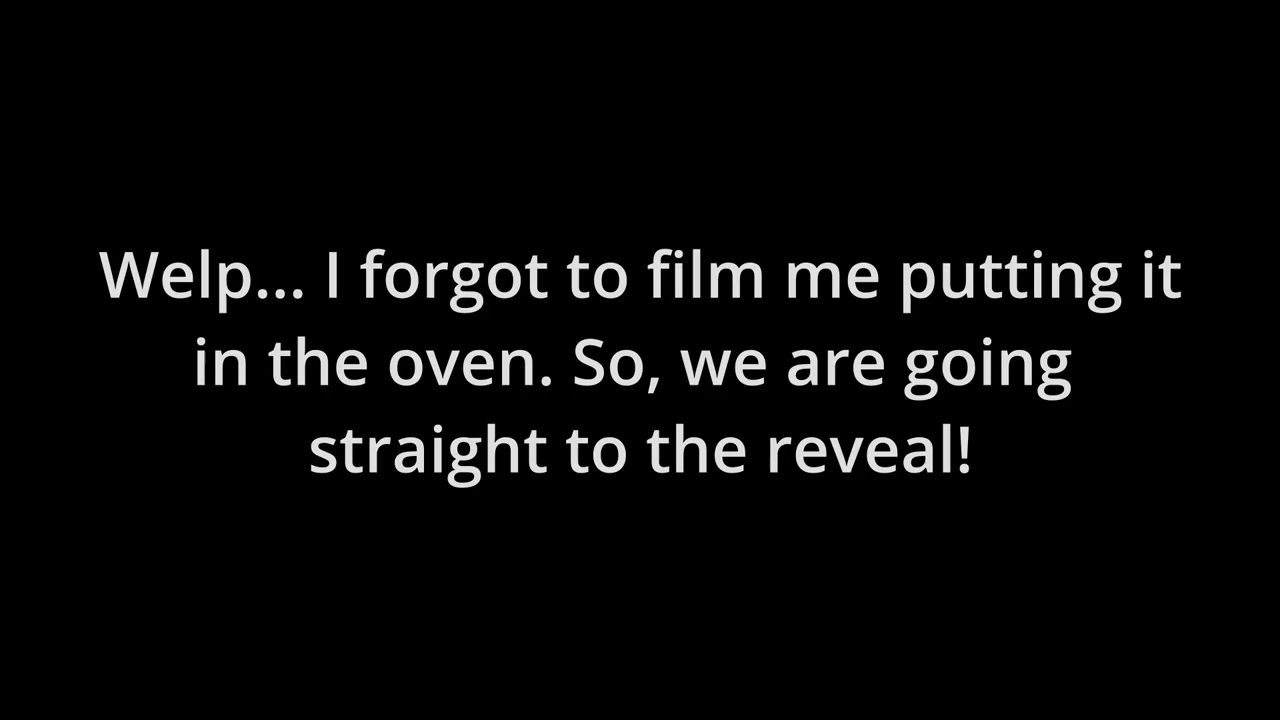 Welp... I forgot to film me putting it
in the oven. So, we are going
straight to the reveal!